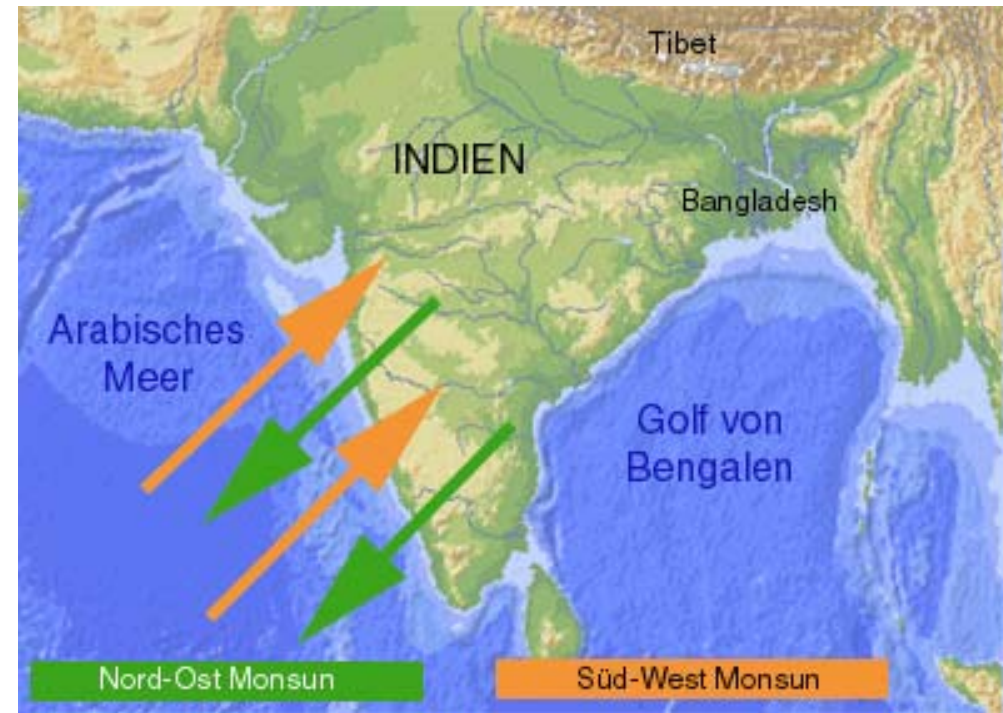 Tibet
INDIEN
Bangladesh
Arabisches
Meer
Golf von
Bengalen
Nord-Ost Monsun
Süd-West Monsun